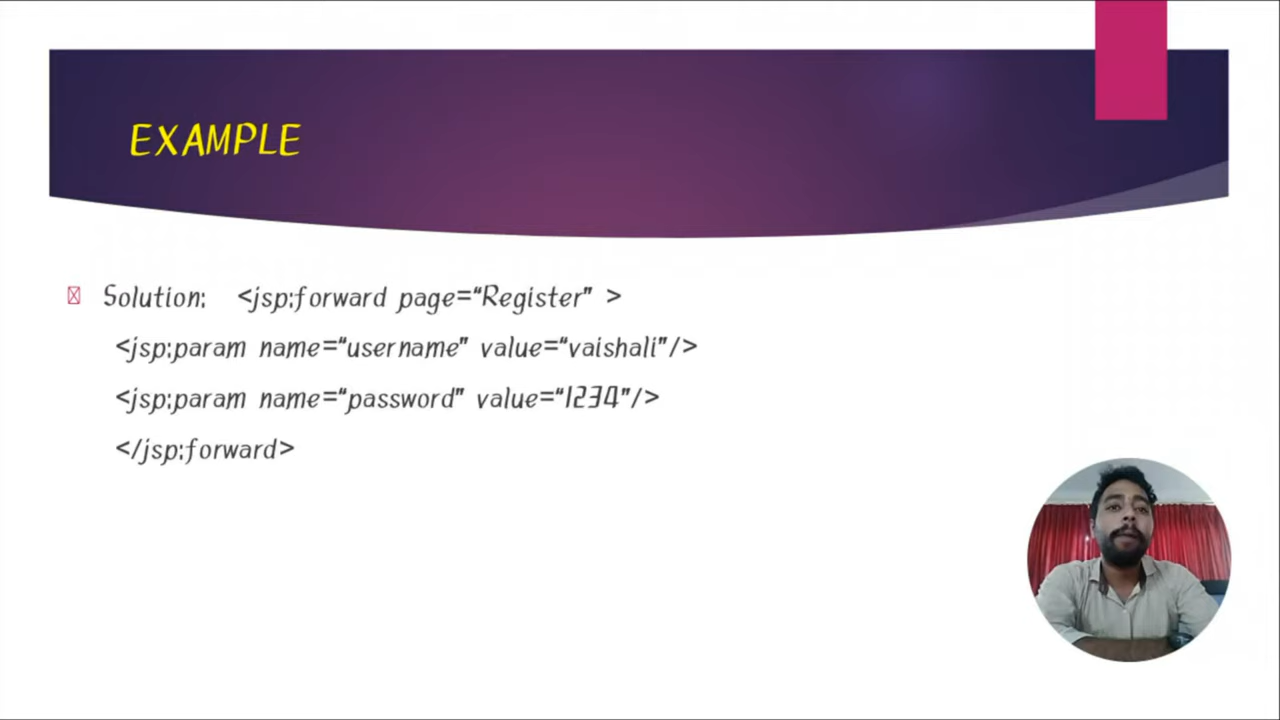 EXAMPLE
Solution: <jsp:forward page=“Register” >
<jsp:param name=“username” value=“vaishali”/>
<jsp:param name=“password” value=“1234”/>
</jsp:forward>